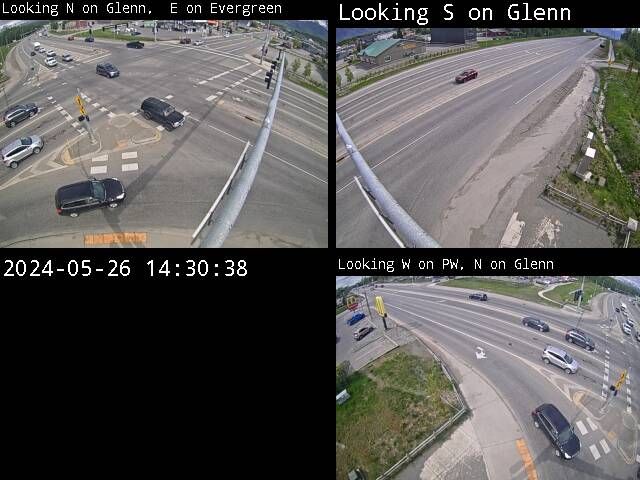 Looking N on Glenn,  E on Evergreen
Looking S on Glenn
2024-05-26 14:30:38
Looking W on PW, N on Glenn